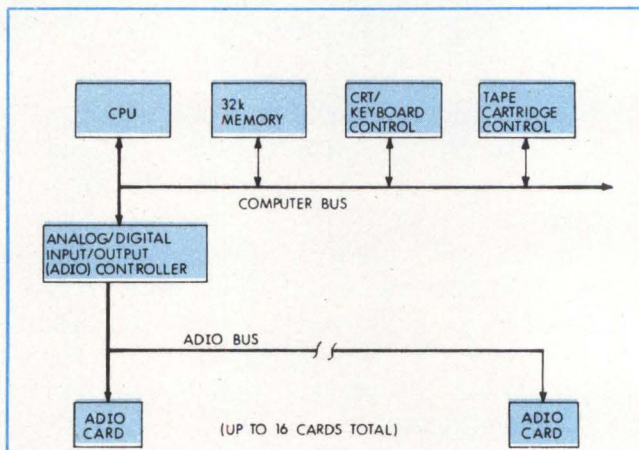 CPU
32k
MEMORY
CRT/
KEYBOARD
CONTROL
TAPE
CARTRIDGE
CONTROL
COMPUTER BUS
ANALOG/DIGITAL
INPUT/OUTPUT
(ADIO) CONTROLLER
ADIO BUS
ADIO
CARD
(UP TO 16 CARDS TOTAL)
ADIO
CARD